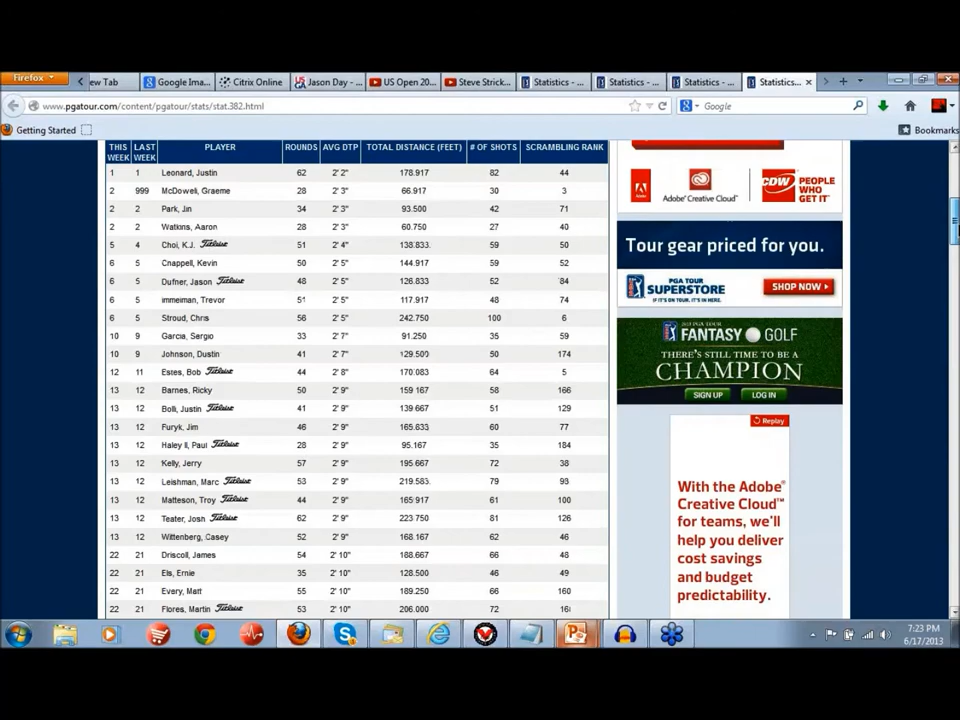 Firefox
ew Tab
Google Ima...
Citrix Online
Jason Day - ...
US Open 20...
Steve Strick...
Statistics - ...
Statistics - ...
Statistics - ...
Statistics...
www.pgatour.com/content/pgatour/stats/stat.382.html
Google
Getting Started
Bookmarks
THIS WEEK LAST WEEK PLAYER ROUNDS AVG DTP TOTAL DISTANCE (FEET) # OF SHOTS SCRAMBLING RANK
1 1 Leonard, Justin 62 2' 2" 178.917 82 44
2 999 McDowell, Graeme 28 2' 3" 66.917 30 3
2 2 Park, Jin 34 2' 3" 93.500 42 71
2 2 Watkins, Aaron 28 2' 3" 60.750 27 40
5 4 Choi, K.J. Titleist 51 2' 4" 138.833 59 50
6 5 Chappell, Kevin 50 2' 5" 144.917 59 52
6 5 Dufner, Jason Titleist 48 2' 5" 126.833 52 84
6 5 Immelman, Trevor 51 2' 5" 117.917 48 74
6 5 Stroud, Chris 56 2' 5" 242.750 100 6
10 9 Garcia, Sergio 33 2' 7" 91.250 35 59
10 9 Johnson, Dustin 41 2' 7" 129.500 50 174
12 11 Estes, Bob Titleist 44 2' 8" 170.083 64 5
13 12 Barnes, Ricky 50 2' 9" 159.167 58 166
13 12 Bolli, Justin Titleist 41 2' 9" 139.667 51 129
13 12 Furyk, Jim 46 2' 9" 165.833 60 77
13 12 Haley II, Paul Titleist 28 2' 9" 95.167 35 184
13 12 Kelly, Jerry 57 2' 9" 195.667 72 38
13 12 Leishman, Marc Titleist 53 2' 9" 219.583 79 93
13 12 Matteson, Troy Titleist 44 2' 9" 165.917 61 100
13 12 Teater, Josh Titleist 62 2' 9" 223.750 81 126
13 12 Wittenberg, Casey 52 2' 9" 168.167 62 46
22 21 Driscoll, James 54 2' 10" 188.667 66 48
22 21 Els, Ernie 35 2' 10" 128.500 46 49
22 21 Every, Matt 55 2' 10" 189.250 66 160
22 21 Flores, Martin Titleist 53 2' 10" 206.000 72
Adobe
Adobe® Creative Cloud™
CDW PEOPLE WHO GET IT
Tour gear priced for you.
PGA TOUR SUPERSTORE
IF IT'S ON TOUR, IT'S IN HERE.
SHOP NOW
FANTASY GOLF
THERE'S STILL TIME TO BE A
CHAMPION
SIGN UP LOG IN
Replay
With the Adobe®
Creative Cloud™
for teams, we'll
help you deliver
cost savings
and budget
predictability.
7:23 PM
6/17/2013